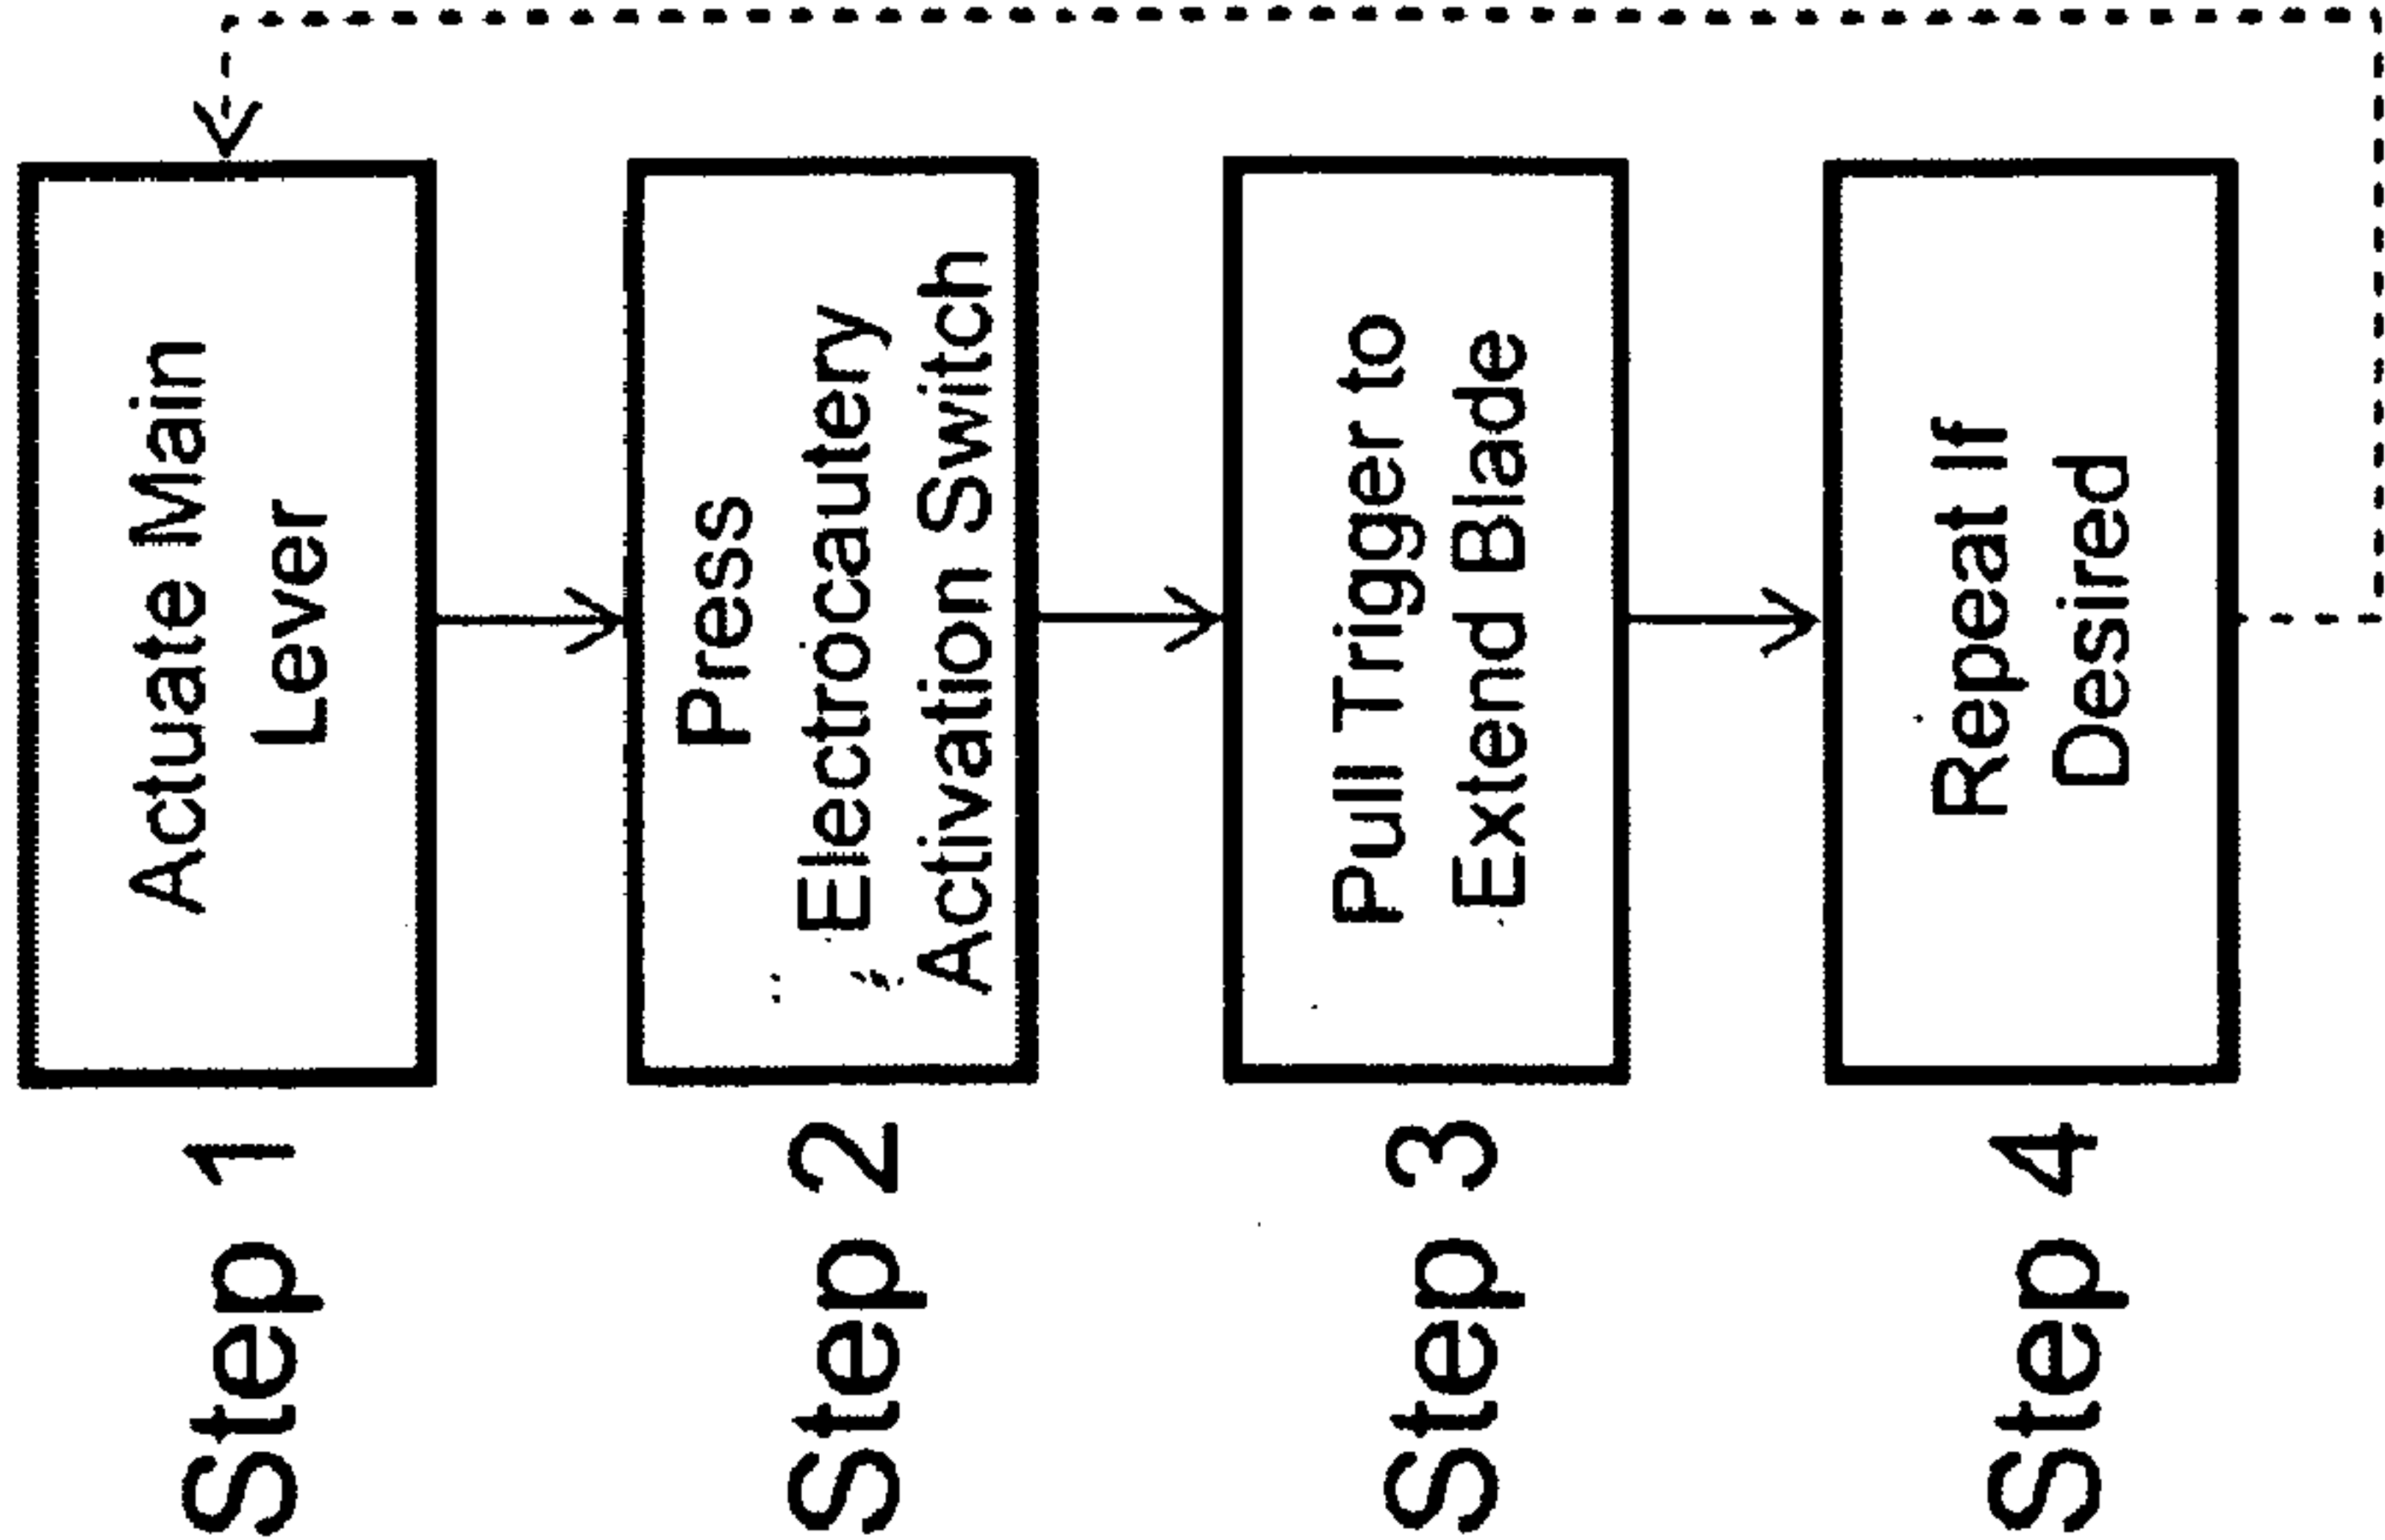 Step 1
Actuate Main
Lever
Step 2
Press
Electrocautery
Activation Switch
Step 3
Pull Trigger to
Extend Blade
Step 4
Repeat If
Desired